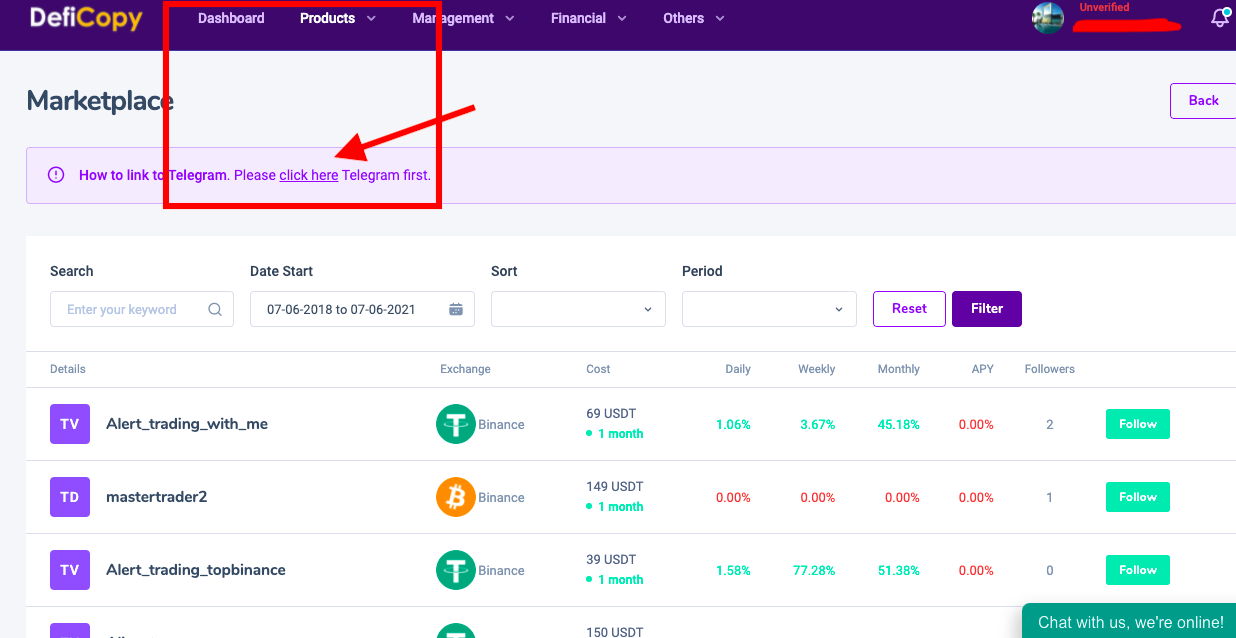 DefiCopy
Dashboard Products Management Financial Others
Unverified
Marketplace
Back
How to link to Telegram. Please click here Telegram first.
Search Date Start Sort Period
Enter your keyword 07-06-2018 to 07-06-2021 Reset Filter
Details Exchange Cost Daily Weekly Monthly APY Followers
TV Alert_trading_with_me Binance 69 USDT 1.06% 3.67% 45.18% 0.00% 2 Follow
1 month
TD mastertrader2 Binance 149 USDT 0.00% 0.00% 0.00% 0.00% 1 Follow
1 month
TV Alert_trading_topbinance Binance 39 USDT 1.58% 77.28% 51.38% 0.00% 0 Follow
1 month
150 USDT
Chat with us, we're online!